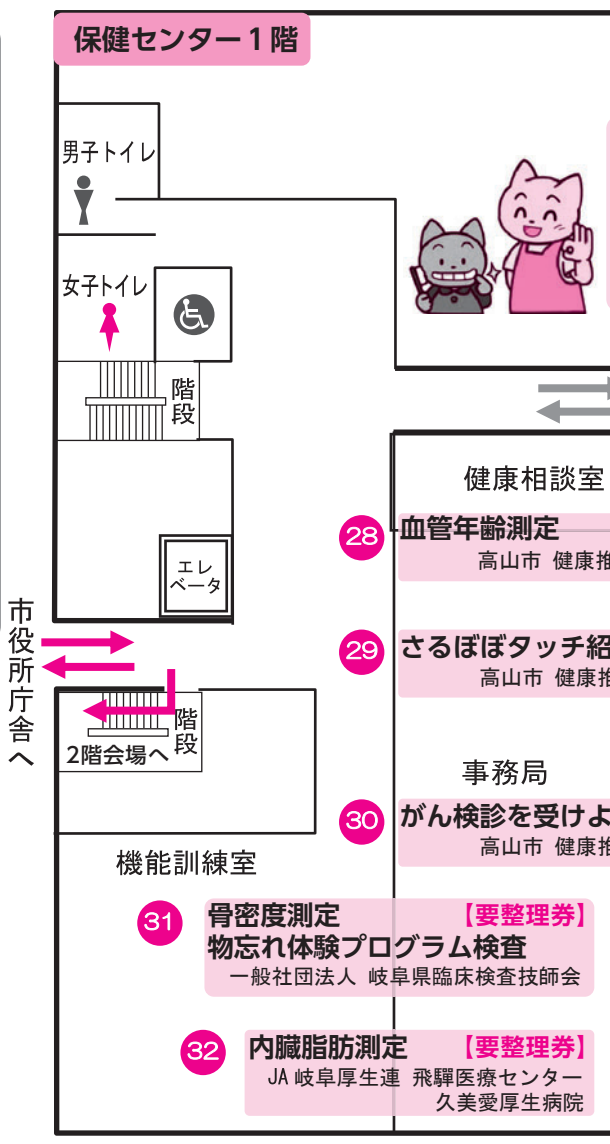 保健センター1階
男子トイレ
女子トイレ
階段
エレ
ベータ
市役所庁舎へ
階段
2階会場へ
健康相談室
28 血管年齢測定
高山市 健康推
29 さるぼぼタッチ紹
高山市 健康推
事務局
30 がん検診を受けよ
高山市 健康推
機能訓練室
31 骨密度測定 【要整理券】
物忘れ体験プログラム検査
一般社団法人 岐阜県臨床検査技師会
32 内臓脂肪測定 【要整理券】
JA 岐阜厚生連 飛騨医療センター
久美愛厚生病院